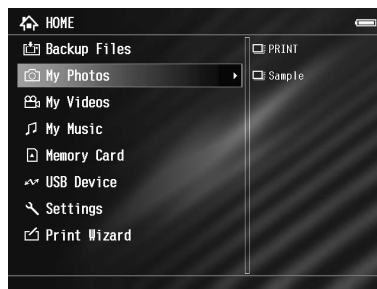 HOME
Backup Files
My Photos
My Videos
My Music
Memory Card
USB Device
Settings
Print Wizard
PRINT
Sample